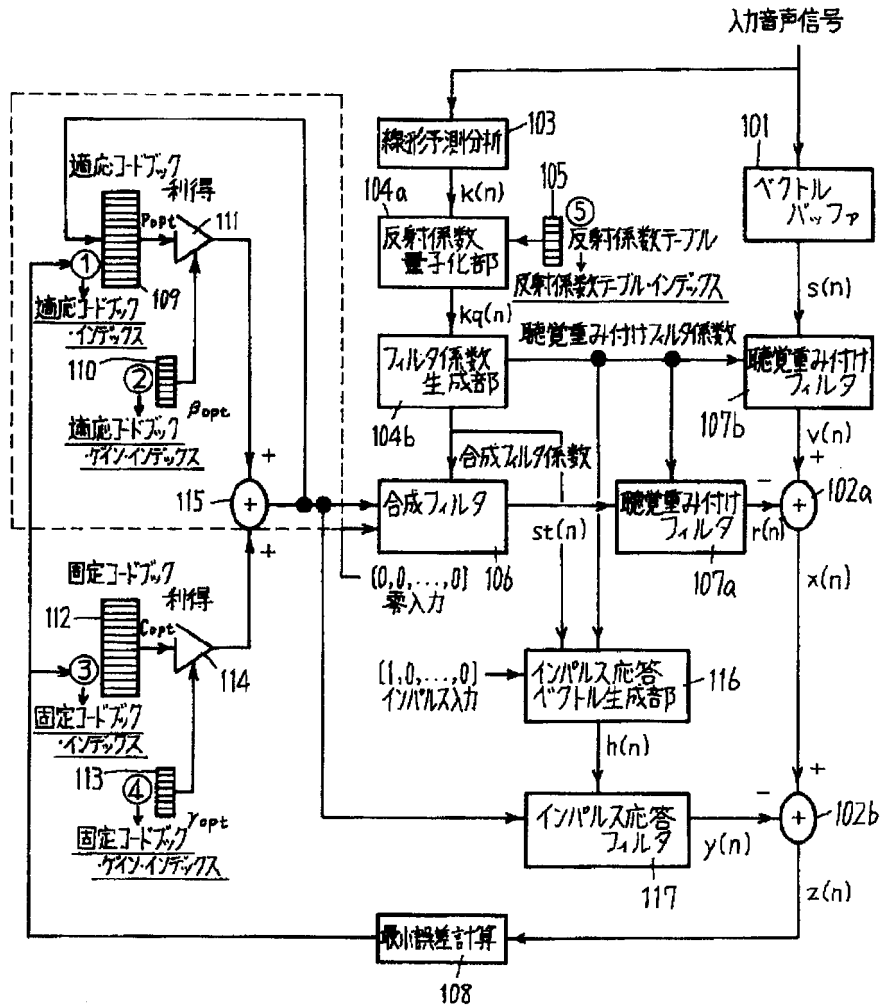 入力音声信号
103
線形予測分析
k(n)
104a
反射係数
量子化部
105
⑤
反射係数テーブル
反射係数テーブル・インデックス
kq(n)
101
ベクトル
バッファ
s(n)
適応コードブック
利得
Popt
111
①
109
適応コードブック
・インデックス
110
②
βopt
適応コードブック
・ゲイン・インデックス
+
115
+
+
フィルタ係数
生成部
104b
聴覚重み付けフィルタ係数
聴覚重み付け
フィルタ
107b
v(n)
合成フィルタ係数
合成フィルタ
106
st(n)
聴覚重み付け
フィルタ
107a
−
r(n)
+
+
102a
x(n)
[0,0,…,0]
零入力
固定コードブック
利得
112
Copt
114
③
固定コードブック
・インデックス
113
④
γopt
固定コードブック
・ゲイン・インデックス
[1,0,…,0]
インパルス入力
インパルス応答
ベクトル生成部
116
h(n)
インパルス応答
フィルタ
117
−
y(n)
+
+
102b
z(n)
最小誤差計算
108